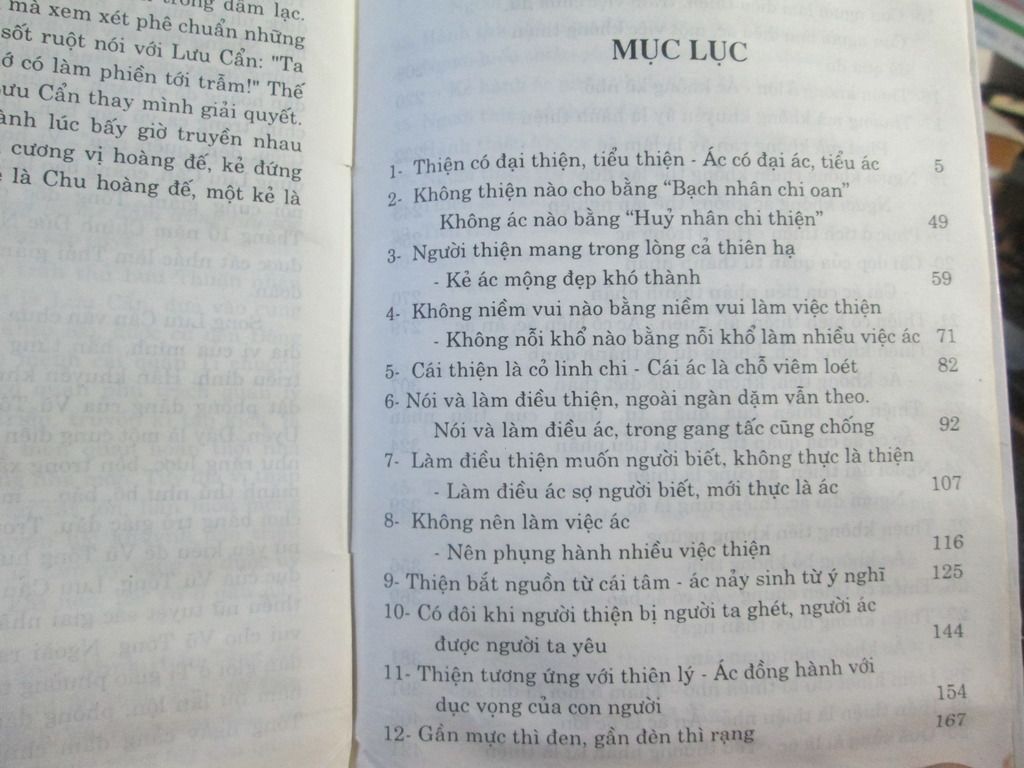 trong dâm lạc.
mà xem xét phê chuẩn những
sốt ruột nói với Lưu Cẩn: "Ta
có làm phiền tới trẫm!" Thế
Cẩn thay mình giải quyết.
lúc bấy giờ truyền nhau
cương vị hoàng đế, kẻ đứng
là Chu hoàng đế, một kẻ là
MỤC LỤC
1- Thiện có đại thiện, tiểu thiện - Ác có đại ác, tiểu ác 5
2- Không thiện nào cho bằng “Bạch nhân chi oan”
Không ác nào bằng “Huỷ nhân chi thiện” 49
3- Người thiện mang trong lòng cả thiên hạ
- Kẻ ác mộng đẹp khó thành 59
4- Không niềm vui nào bằng niềm vui làm việc thiện
- Không nỗi khổ nào bằng nỗi khổ làm nhiều việc ác 71
5- Cái thiện là cỏ linh chi - Cái ác là chỗ viêm loét 82
6- Nói và làm điều thiện, ngoài ngàn dặm vẫn theo.
Nói và làm điều ác, trong gang tấc cũng chống 92
7- Làm điều thiện muốn người biết, không thực là thiện
- Làm điều ác sợ người biết, mới thực là ác 107
8- Không nên làm việc ác
- Nên phụng hành nhiều việc thiện 116
9- Thiện bắt nguồn từ cái tâm - ác nảy sinh từ ý nghĩ 125
10- Có đôi khi người thiện bị người ta ghét, người ác
được người ta yêu 144
11- Thiện tương ứng với thiên lý - Ác đồng hành với
dục vọng của con người 154
12- Gần mực thì đen, gần đèn thì rạng 167